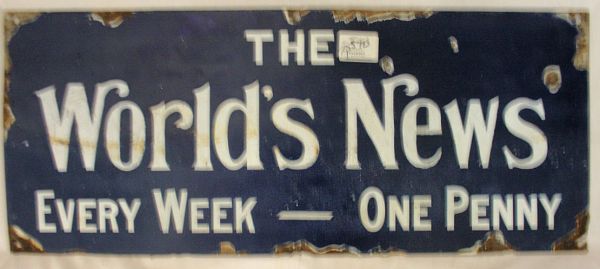 THE
World's News
EVERY WEEK — ONE PENNY